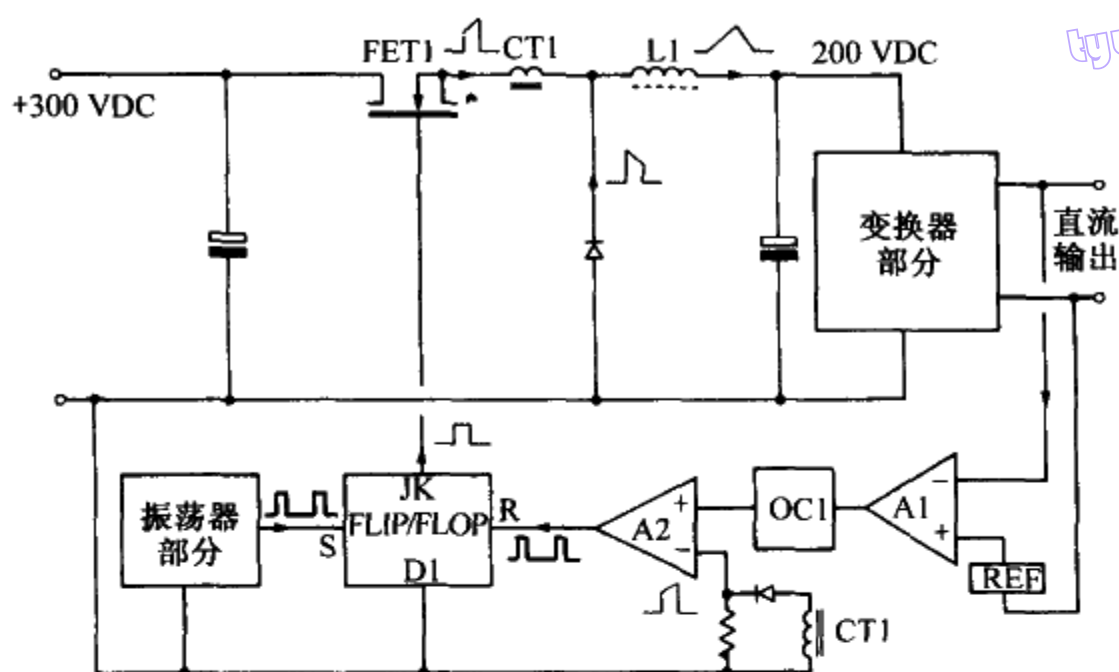 FET1
CT1
L1
200 VDC
+300 VDC
变换器
部分
直流
输出
振荡器
部分
S
JK
FLIP/FLOP
D1
R
A2
+
−
OC1
A1
−
+
REF
CT1